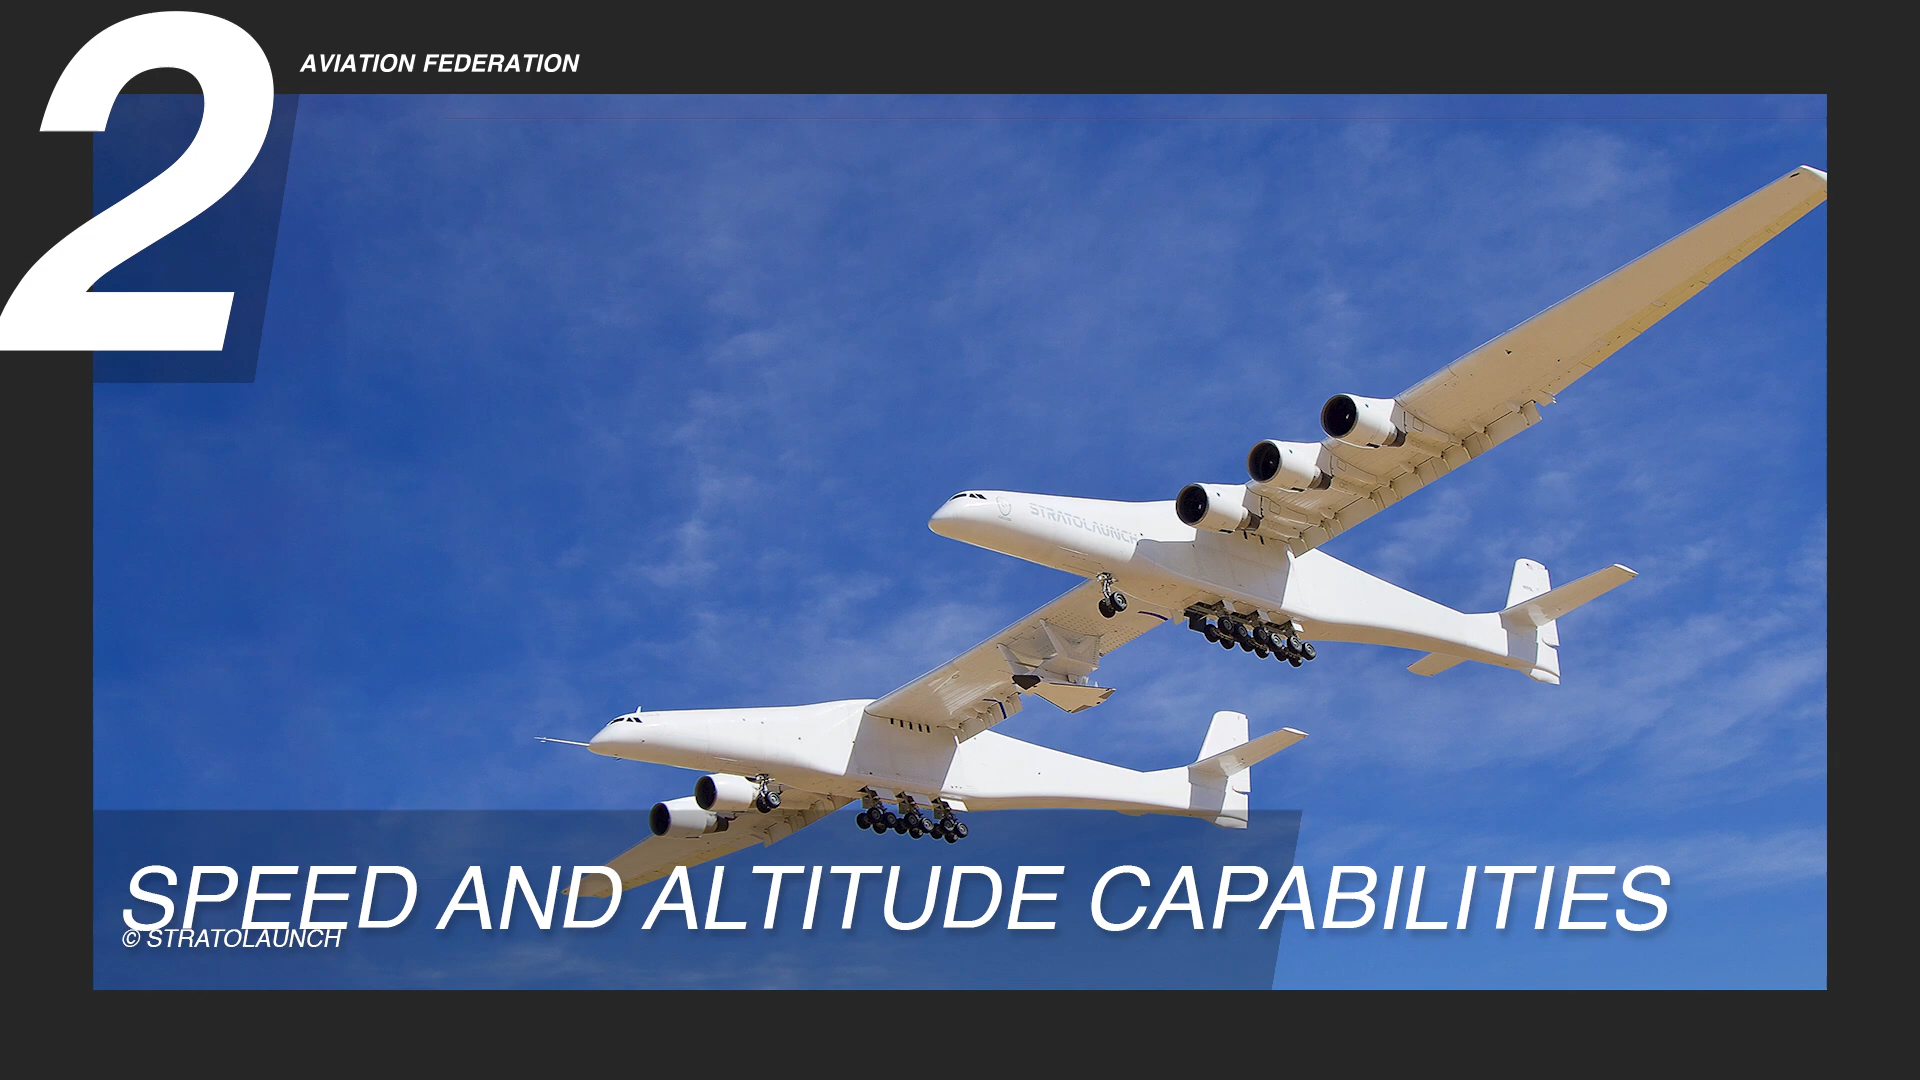 2
AVIATION FEDERATION
STRATOLAUNCH
SPEED AND ALTITUDE CAPABILITIES
© STRATOLAUNCH